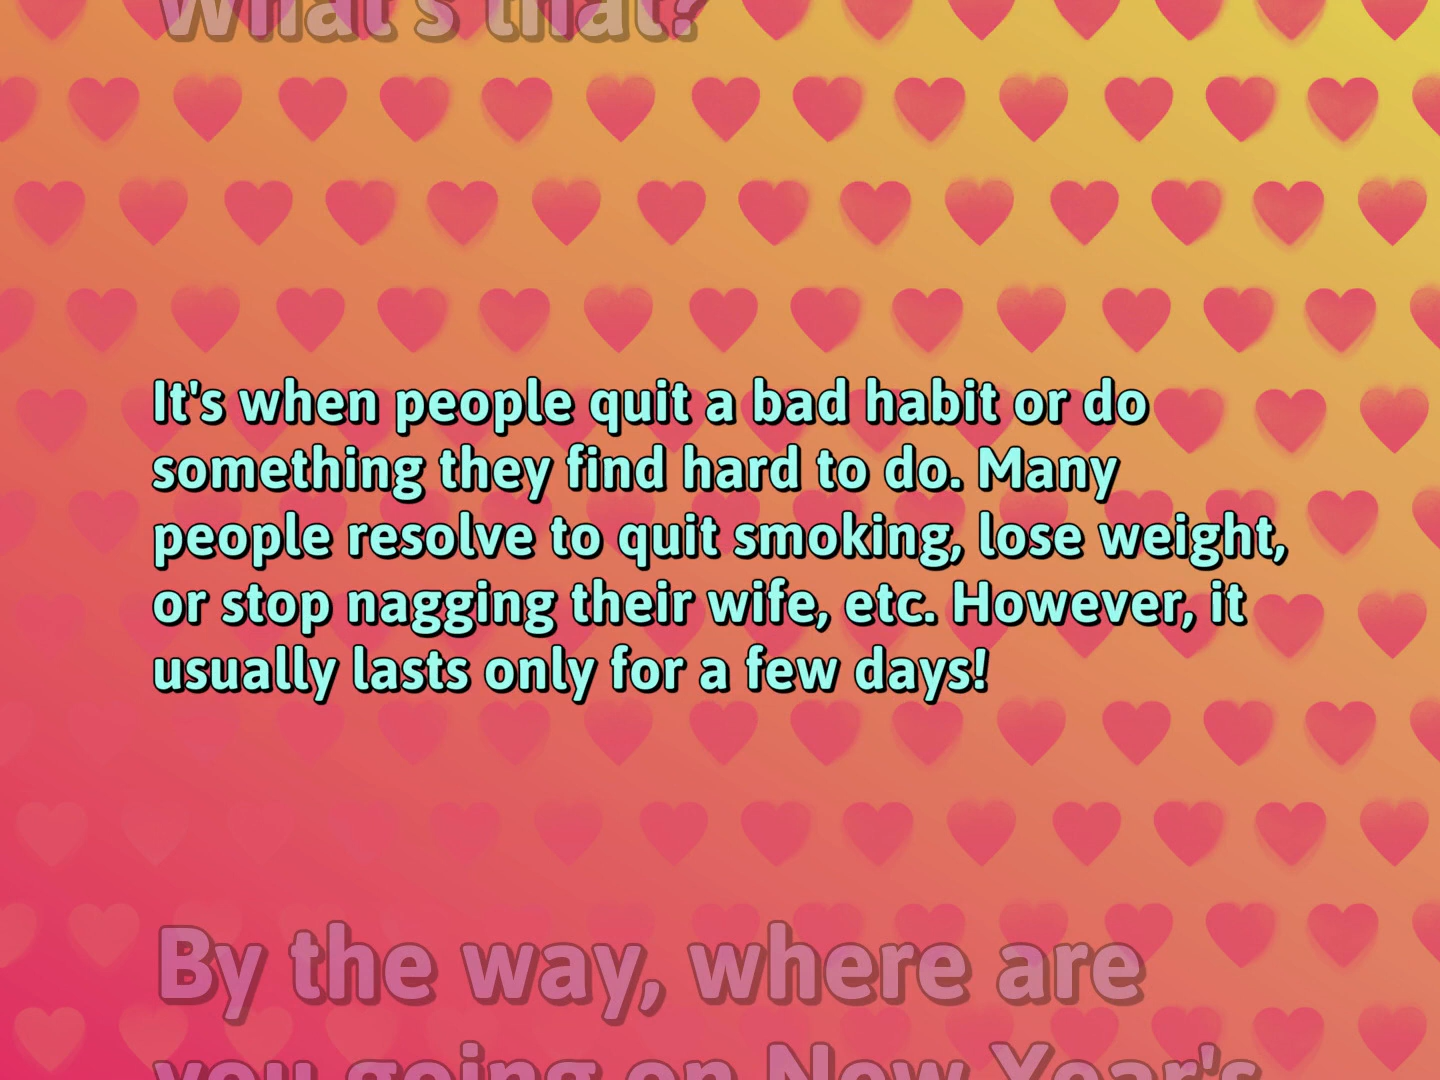 What's that?
It's when people quit a bad habit or do
something they find hard to do. Many
people resolve to quit smoking, lose weight,
or stop nagging their wife, etc. However, it
usually lasts only for a few days!
By the way, where are
you going on New Year's